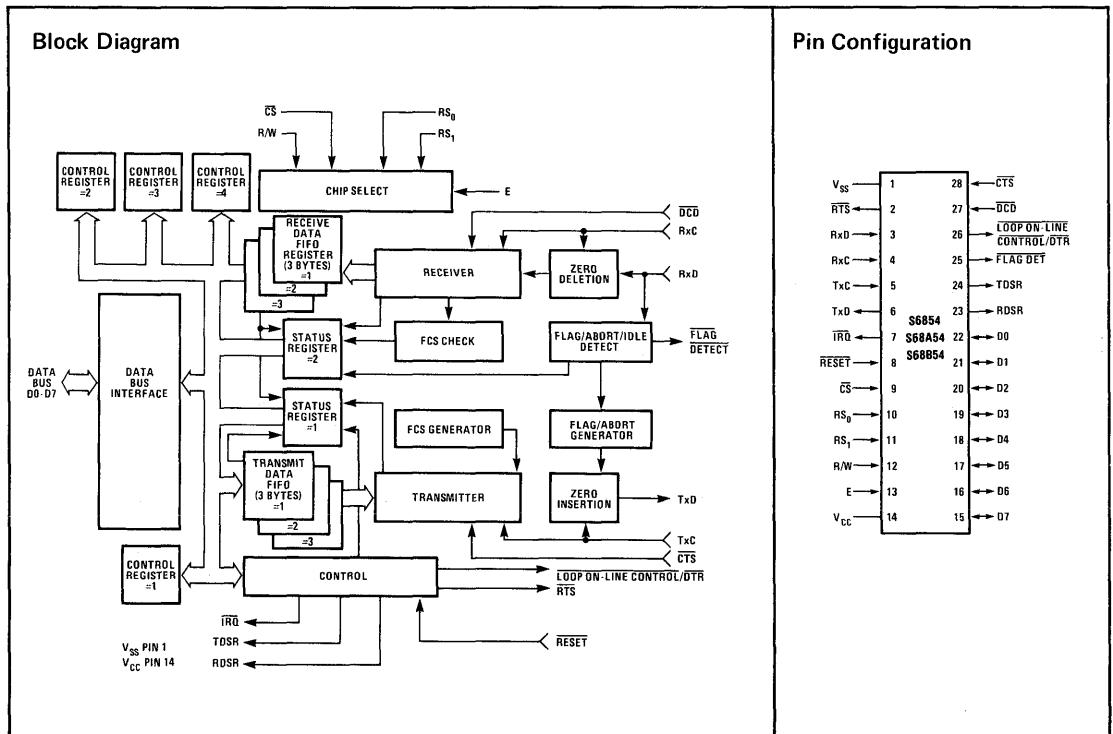 Block Diagram
CS
RS0
R/W
RS1
CONTROL
REGISTER
=2
CONTROL
REGISTER
=3
CONTROL
REGISTER
=4
CHIP SELECT
E
RECEIVE
DATA
FIFO
REGISTER
(3 BYTES)
=1
=2
=3
DCD
RxC
RECEIVER
ZERO
DELETION
RxD
STATUS
REGISTER
=2
FCS CHECK
FLAG/ABORT/IDLE
DETECT
FLAG
DETECT
DATA
BUS
D0-D7
DATA
BUS
INTERFACE
STATUS
REGISTER
=1
FCS GENERATOR
FLAG/ABORT
GENERATOR
TRANSMIT
DATA
FIFO
(3 BYTES)
=1
=2
=3
TRANSMITTER
ZERO
INSERTION
TxD
TxC
CTS
CONTROL
REGISTER
=1
CONTROL
LOOP ON-LINE CONTROL/DTR
RTS
IRQ
TDSR
RDSR
RESET
VSS PIN 1
VCC PIN 14
Pin Configuration
VSS 1 28 CTS
RTS 2 27 DCD
RxD 3 26 LOOP ON-LINE
CONTROL/DTR
RxC 4 25 FLAG DET
TxC 5 24 TDSR
TxD 6 23 RDSR
S6854
IRQ 7 S68A54 22 D0
S68B54
RESET 8 21 D1
CS 9 20 D2
RS0 10 19 D3
RS1 11 18 D4
R/W 12 17 D5
E 13 16 D6
VCC 14 15 D7